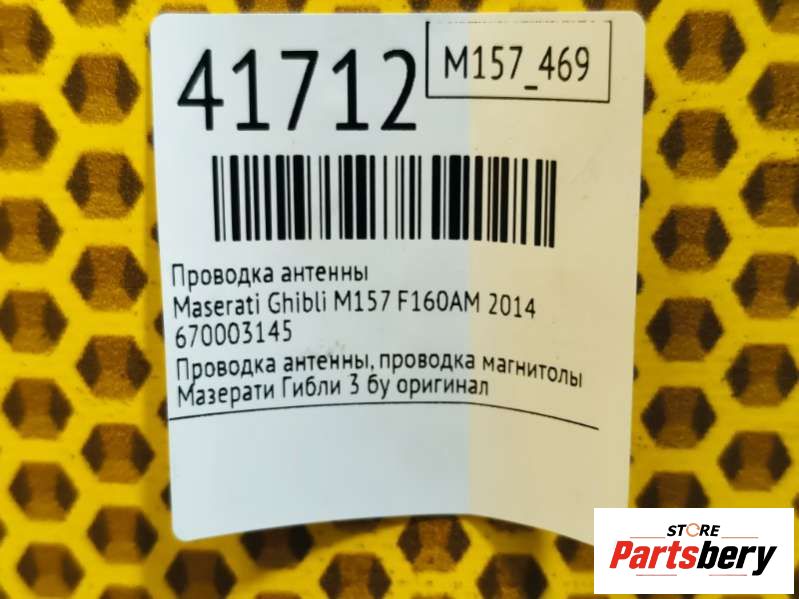 41712
M157_469
Проводка антенны
Maserati Ghibli M157 F160AM 2014
670003145
Проводка антенны, проводка магнитолы
Мазерати Гибли 3 бу оригинал
STORE
Partsbery